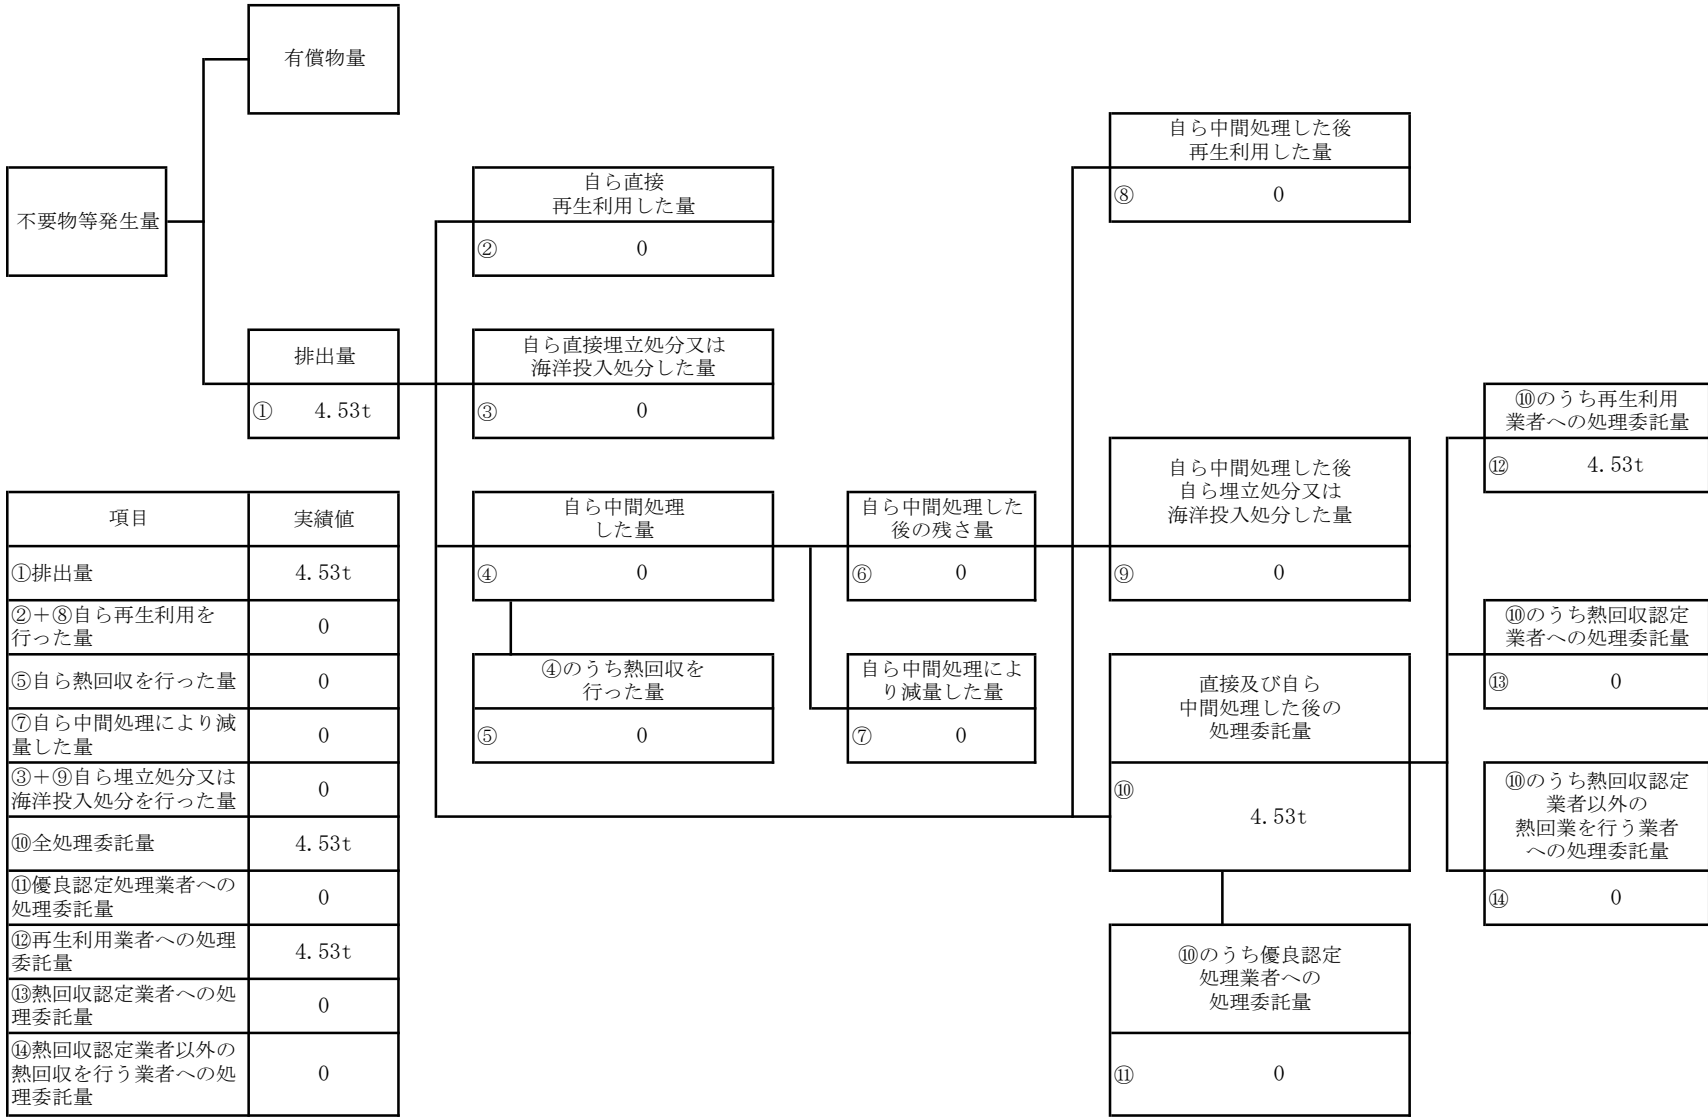 有償物量
不要物等発生量
排出量
① 4.53t
自ら直接
再生利用した量
② 0
自ら直接埋立処分又は
海洋投入処分した量
③ 0
自ら中間処理
した量
④ 0
④のうち熱回収を
行った量
⑤ 0
自ら中間処理した
後の残さ量
⑥ 0
自ら中間処理によ
り減量した量
⑦ 0
自ら中間処理した後
再生利用した量
⑧ 0
自ら中間処理した後
自ら埋立処分又は
海洋投入処分した量
⑨ 0
直接及び自ら
中間処理した後の
処理委託量
⑩
4.53t
⑩のうち優良認定
処理業者への
処理委託量
⑪ 0
⑩のうち再生利用
業者への処理委託量
⑫ 4.53t
⑩のうち熱回収認定
業者への処理委託量
⑬ 0
⑩のうち熱回収認定
業者以外の
熱回業を行う業者
への処理委託量
⑭ 0
項目 実績値
①排出量 4.53t
②+⑧自ら再生利用を
行った量 0
⑤自ら熱回収を行った量 0
⑦自ら中間処理により減
量した量 0
③+⑨自ら埋立処分又は
海洋投入処分を行った量 0
⑩全処理委託量 4.53t
⑪優良認定処理業者への
処理委託量 0
⑫再生利用業者への処理
委託量 4.53t
⑬熱回収認定業者への処
理委託量 0
⑭熱回収認定業者以外の
熱回収を行う業者への処
理委託量 0